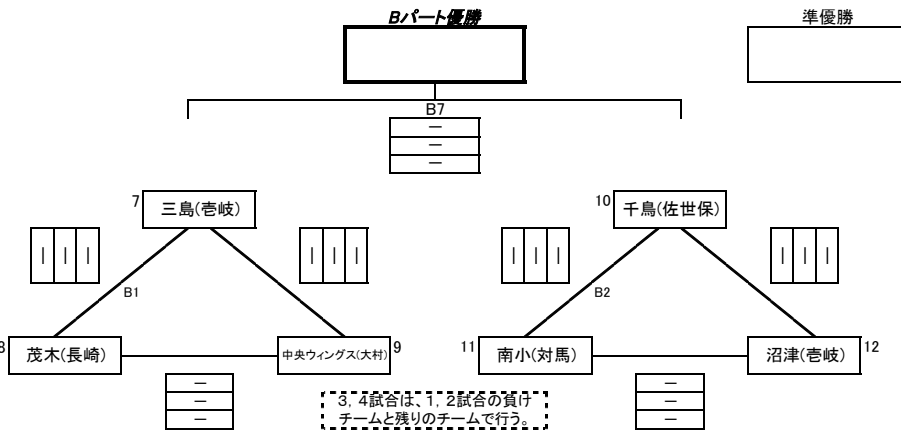 Bパート優勝
準優勝
B7
－
－
－
7
三島(壱岐)
10
千鳥(佐世保)
｜｜｜
｜｜｜
｜｜｜
｜｜｜
B1
B2
8
茂木(長崎)
中央ウィングス(大村)
9
11
南小(対馬)
沼津(壱岐)
12
－
－
－
3, 4試合は、1, 2試合の負け
チームと残りのチームで行う。
－
－
－